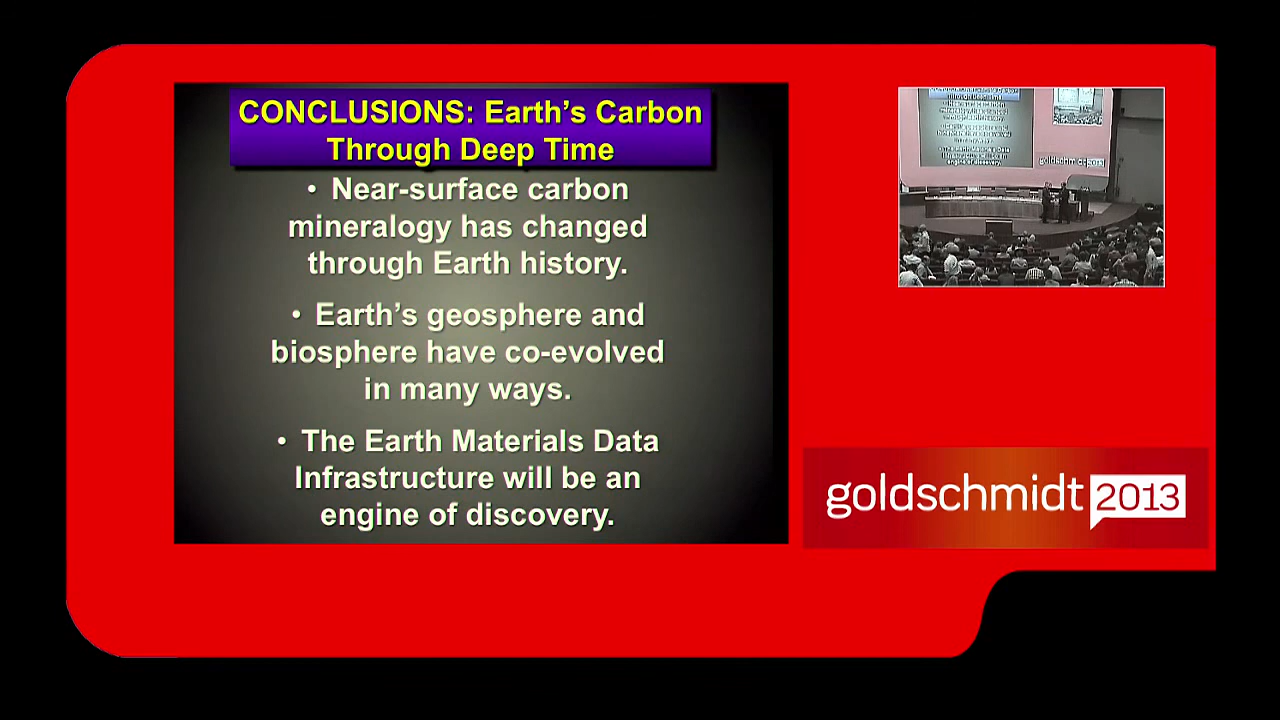 CONCLUSIONS: Earth’s Carbon
Through Deep Time
• Near-surface carbon
mineralogy has changed
through Earth history.
• Earth’s geosphere and
biosphere have co-evolved
in many ways.
• The Earth Materials Data
Infrastructure will be an
engine of discovery.
goldschmidt 2013